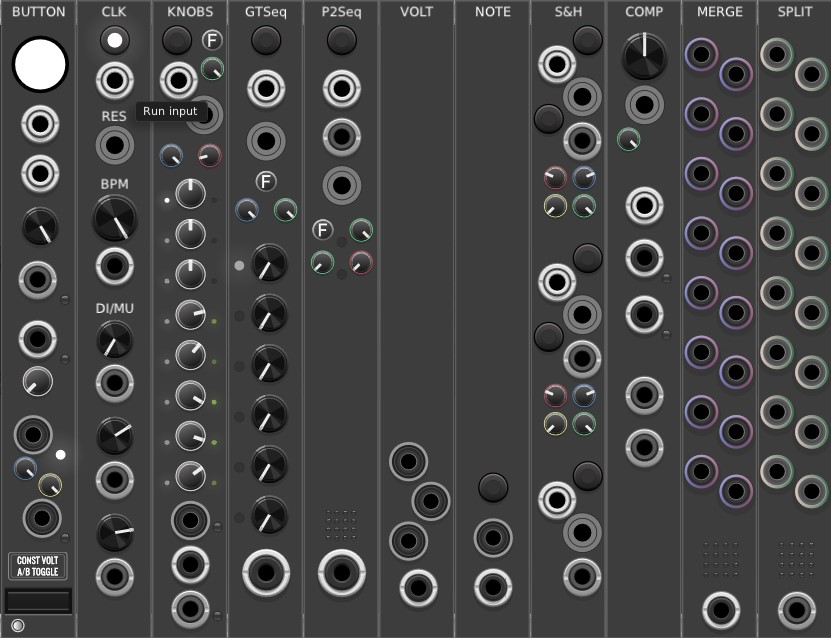 BUTTON CLK KNOBS GTSeq P2Seq VOLT NOTE S&H COMP MERGE SPLIT
F
Run input
RES
F
BPM
F
DI/MU
CONST VOLT
A/B TOGGLE